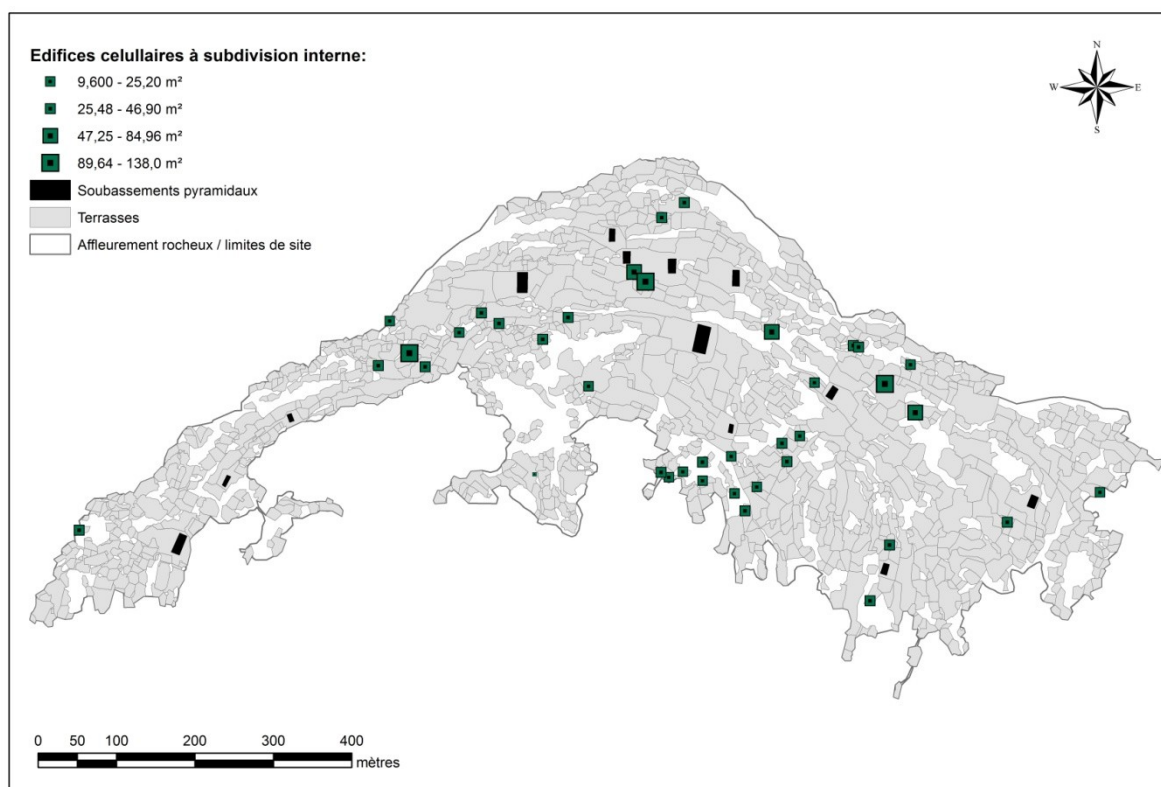 Edifices celullaires à subdivision interne:
9,600 - 25,20 m²
25,48 - 46,90 m²
47,25 - 84,96 m²
89,64 - 138,0 m²
Soubassements pyramidaux
Terrasses
Affleurement rocheux / limites de site
N
W E
S
0 50 100 200 300 400
mètres